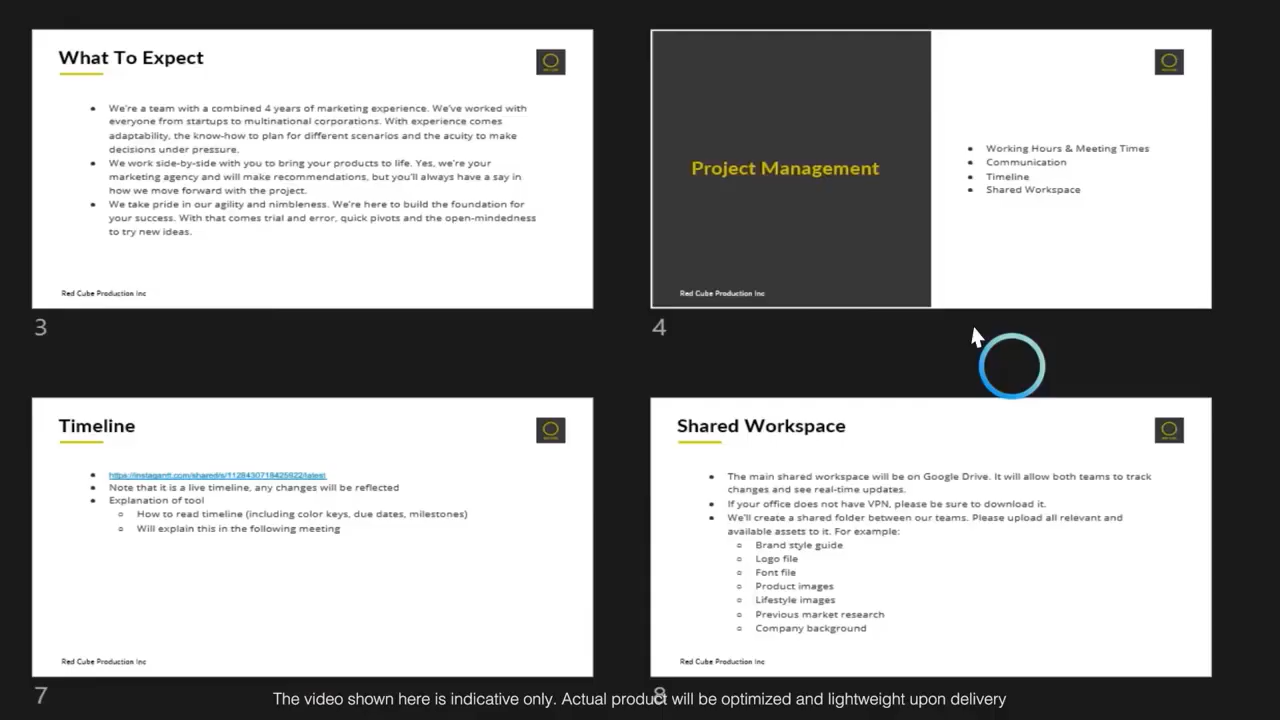 What To Expect
We're a team with a combined 4 years of marketing experience. We've worked with
everyone from startups to multinational corporations. With experience comes
adaptability, the know-how to plan for different scenarios and the acuity to make
decisions under pressure.
We work side-by-side with you to bring your products to life. Yes, we're your
marketing agency and will make recommendations, but you'll always have a say in
how we move forward with the project.
We take pride in our agility and nimbleness. We're here to build the foundation for
your success. With that comes trial and error, quick pivots and the open-mindedness
to try new ideas.
Red Cube Production Inc
3
Project Management
Working Hours & Meeting Times
Communication
Timeline
Shared Workspace
Red Cube Production Inc
4
Timeline
Note that it is a live timeline, any changes will be reflected
Explanation of tool
How to read timeline (including color keys, due dates, milestones)
Will explain this in the following meeting
Red Cube Production Inc
7
Shared Workspace
The main shared workspace will be on Google Drive. It will allow both teams to track
changes and see real-time updates.
If your office does not have VPN, please be sure to download it.
We'll create a shared folder between our teams. Please upload all relevant and
available assets to it. For example:
Brand style guide
Logo file
Font file
Product images
Lifestyle images
Previous market research
Company background
Red Cube Production Inc
8
The video shown here is indicative only. Actual product will be optimized and lightweight upon delivery